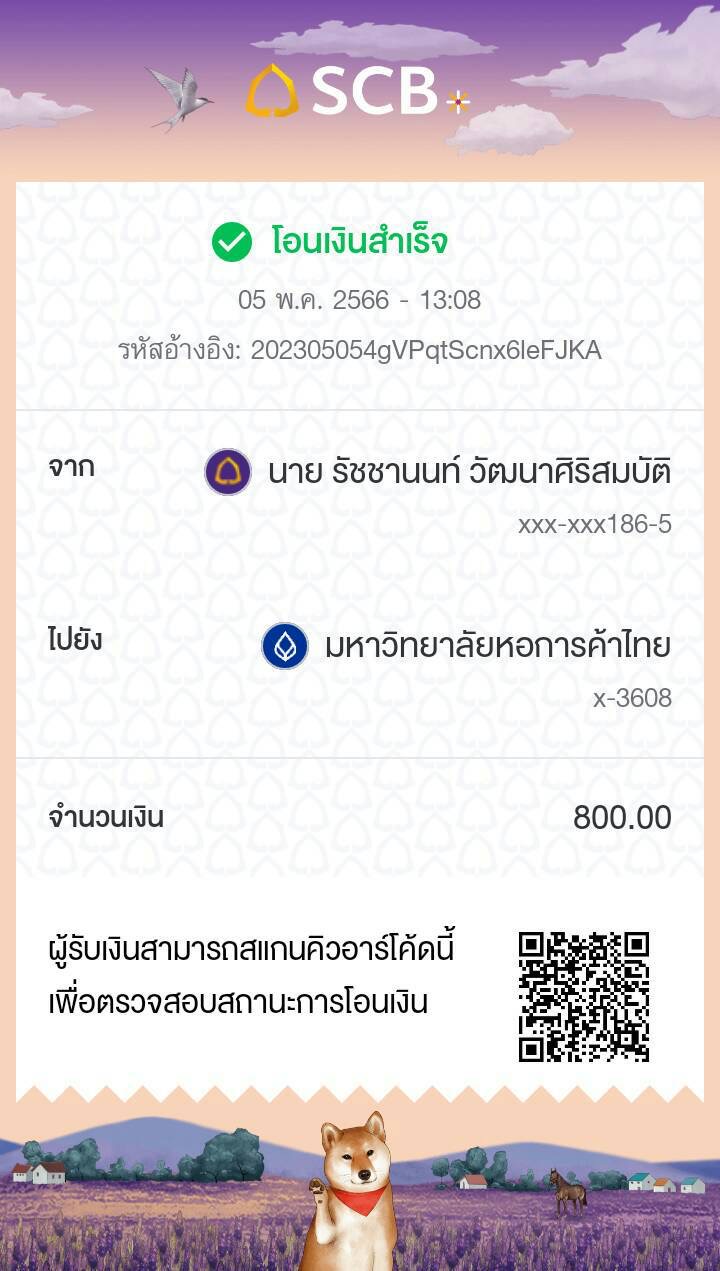 SCB
โอนเงินสำเร็จ
05 พ.ค. 2566 - 13:08
รหัสอ้างอิง: 202305054gVPqtScnx6leFJKA
จาก
นาย รัชชานนท์ วัฒนาศิริสมบัติ
xxx-xxx186-5
ไปยัง
มหาวิทยาลัยหอการค้าไทย
x-3608
จำนวนเงิน
800.00
ผู้รับเงินสามารถสแกนคิวอาร์โค้ดนี้
เพื่อตรวจสอบสถานะการโอนเงิน